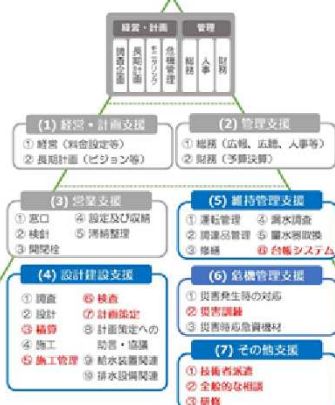 経営・計画
管理
調査企画
長期計画
モニタリング
危機管理
総務
人事
財務
(1) 経営・計画支援
① 経営（料金設定等）
② 長期計画（ビジョン等）
(2) 管理支援
① 総務（広報、広聴、人事等）
② 財務（予算決算）
(3) 営業支援
① 窓口
② 検針
③ 開閉栓
④ 設定及び収納
⑤ 滞納整理
(4) 設計建設支援
① 調査
② 設計
③ 積算
④ 施工
⑤ 施工管理
⑥ 検査
⑦ 計画策定
⑧ 計画策定への
助言・協議
⑨ 給水装置関連
⑩ 排水設備関連
(5) 維持管理支援
① 運転管理
② 関連品管理
③ 修繕
④ 漏水調査
⑤ 量水器取換
⑥ 台帳システム
(6) 危機管理支援
① 災害発生時の対応
② 災害訓練
③ 災害時応急資機材
(7) その他支援
① 技術者派遣
② 全般的な相談
③ 研修